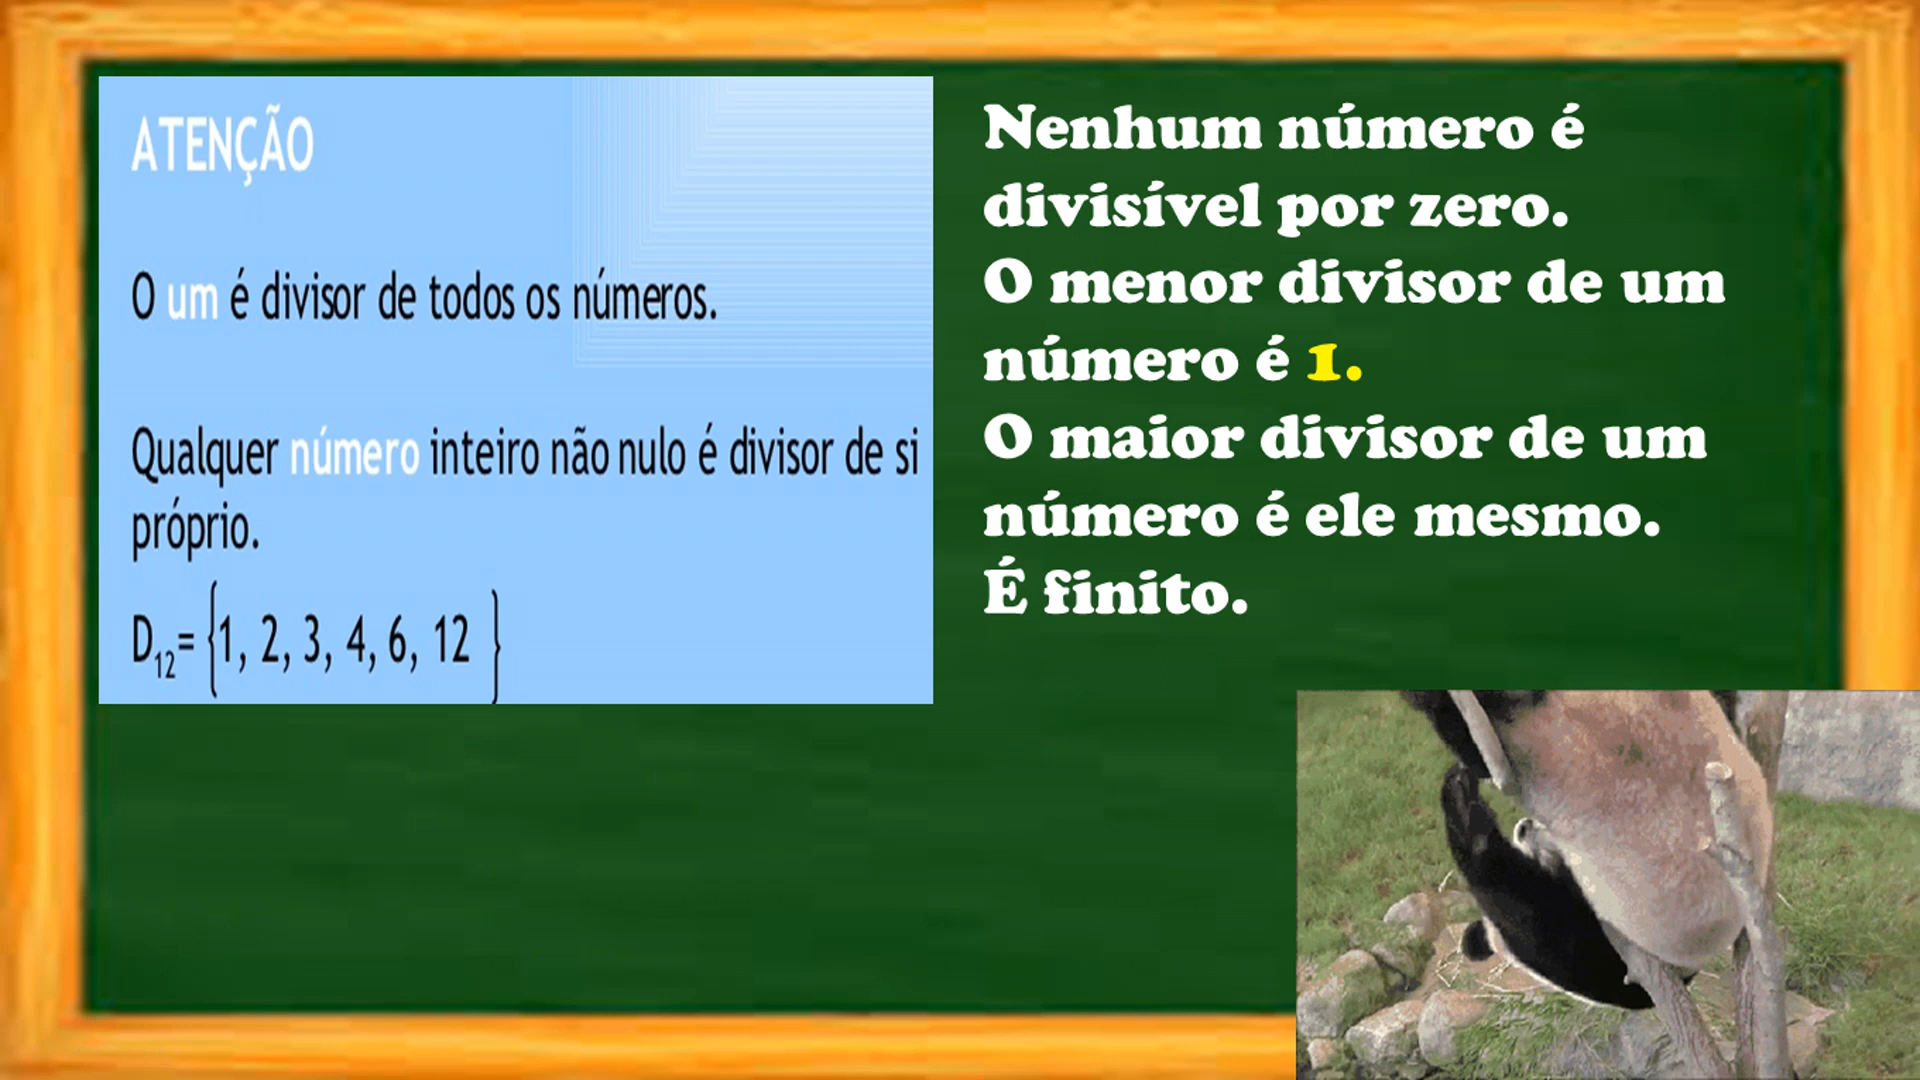 ATENÇÃO
O um é divisor de todos os números.
Qualquer número inteiro não nulo é divisor de si
próprio.
D₁₂= {1, 2, 3, 4, 6, 12 }
Nenhum número é
divisível por zero.
O menor divisor de um
número é 1.
O maior divisor de um
número é ele mesmo.
É finito.